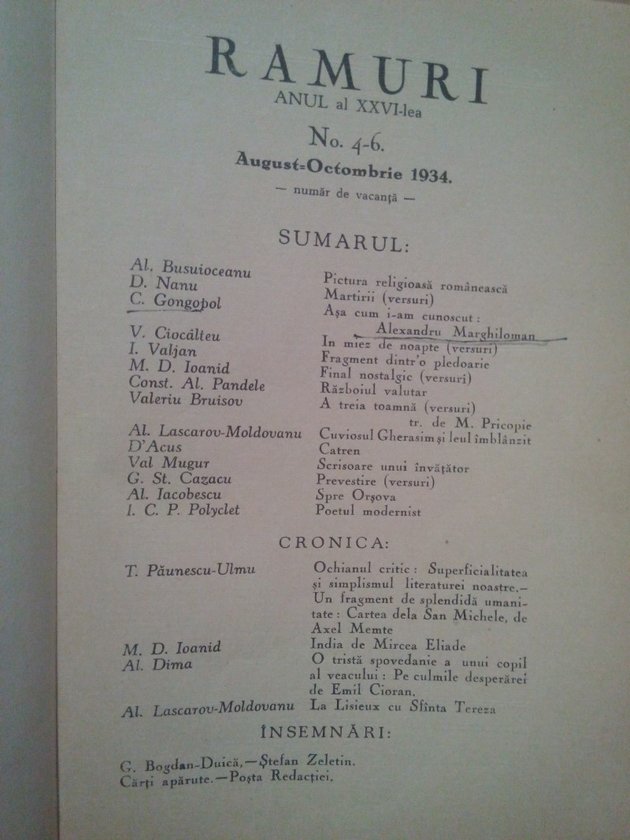 RAMURI
ANUL al XXVI-lea
No. 4-6.
August=Octombrie 1934.
— număr de vacanță —
SUMARUL:
Al. Busuioceanu Pictura religioasă românească
D. Nanu Martirii (versuri)
C. Gongopol Așa cum i-am cunoscut :
Alexandru Marghiloman
V. Ciocâlteu In miez de noapte (versuri)
I. Valjan Fragment dintr'o pledoarie
M. D. Ioanid Final nostalgic (versuri)
Const. Al. Pandele Războiul valutar
Valeriu Bruisov A treia toamnă (versuri)
tr. de M. Pricopie
Al. Lascarov-Moldovanu Cuviosul Gherasim și leul îmblânzit
D'Acus Catren
Val Mugur Scrisoare unui învățător
G. St. Cazacu Prevestire (versuri)
Al. Iacobescu Spre Orșova
I. C. P. Polyclet Poetul modernist
CRONICA:
T. Păunescu-Ulmu Ochianul critic : Superficialitatea
și simplismul literaturei noastre.—
Un fragment de splendidă umani-
tate : Cartea dela San Michele, de
Axel Memte
M. D. Ioanid India de Mircea Eliade
Al. Dima O tristă spovedanie a unui copil
al veacului : Pe culmile desperărei
de Emil Cioran.
Al. Lascarov-Moldovanu La Lisieux cu Sfînta Tereza
ÎNSEMNĂRI:
G. Bogdan-Duică,—Ștefan Zeletin.
Cărți apărute.—Poșta Redacției.